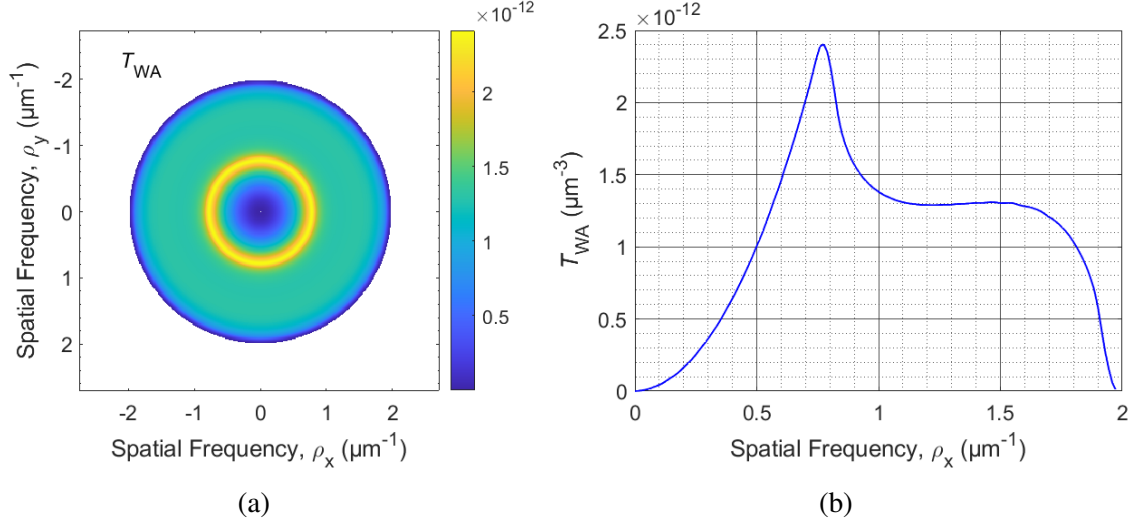 ×10⁻¹²
T_WA
-2
-1
0
1
2
Spatial Frequency, ρ_y (μm⁻¹)
-2 -1 0 1 2
Spatial Frequency, ρ_x (μm⁻¹)
2
1.5
1
0.5
(a)
×10⁻¹²
2.5
2
1.5
1
0.5
0
T_WA (μm⁻³)
0 0.5 1 1.5 2
Spatial Frequency, ρ_x (μm⁻¹)
(b)